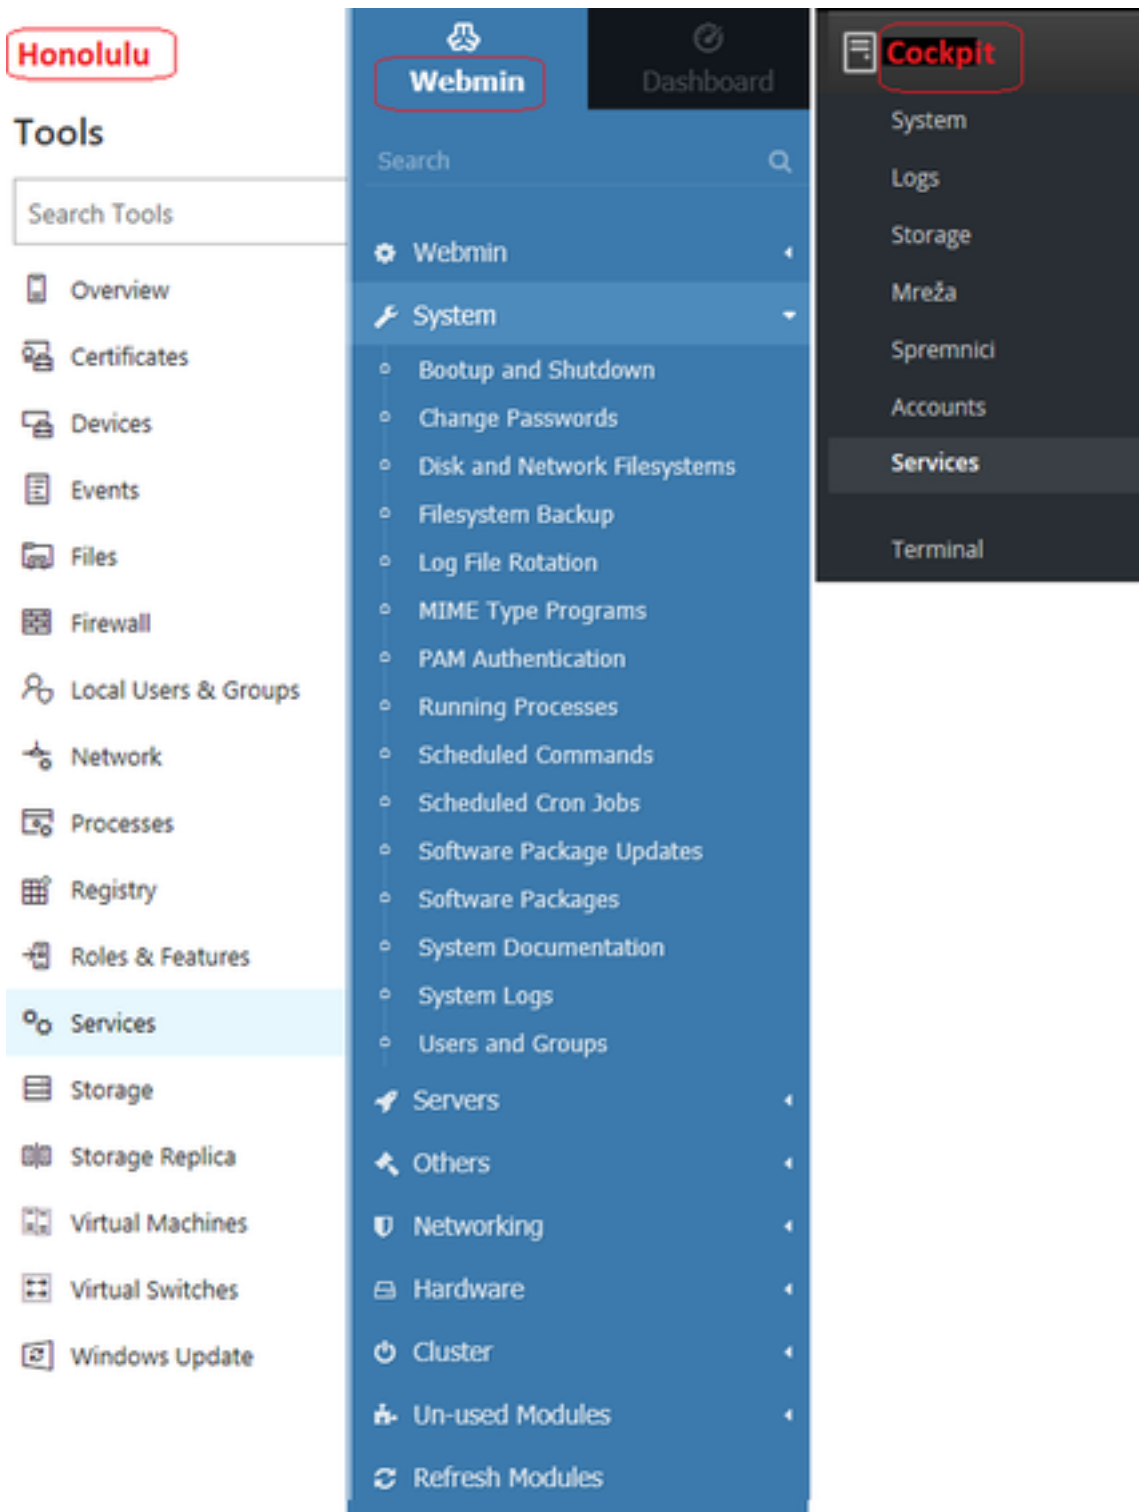 Honolulu
Tools
Search Tools
Overview
Certificates
Devices
Events
Files
Firewall
Local Users & Groups
Network
Processes
Registry
Roles & Features
Services
Storage
Storage Replica
Virtual Machines
Virtual Switches
Windows Update
Webmin
Dashboard
Search
Webmin
System
Bootup and Shutdown
Change Passwords
Disk and Network Filesystems
Filesystem Backup
Log File Rotation
MIME Type Programs
PAM Authentication
Running Processes
Scheduled Commands
Scheduled Cron Jobs
Software Package Updates
Software Packages
System Documentation
System Logs
Users and Groups
Servers
Others
Networking
Hardware
Cluster
Un-used Modules
Refresh Modules
Cockpit
System
Logs
Storage
Mreža
Spremnici
Accounts
Services
Terminal